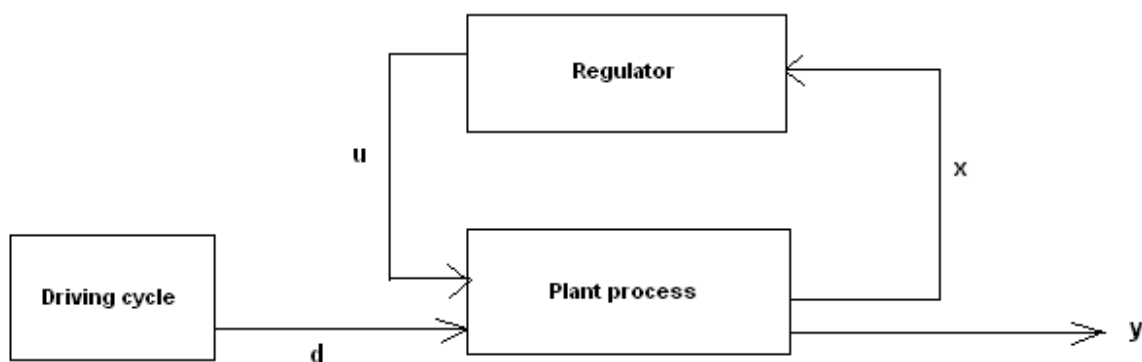 Regulator
u
x
Driving cycle
Plant process
d
y